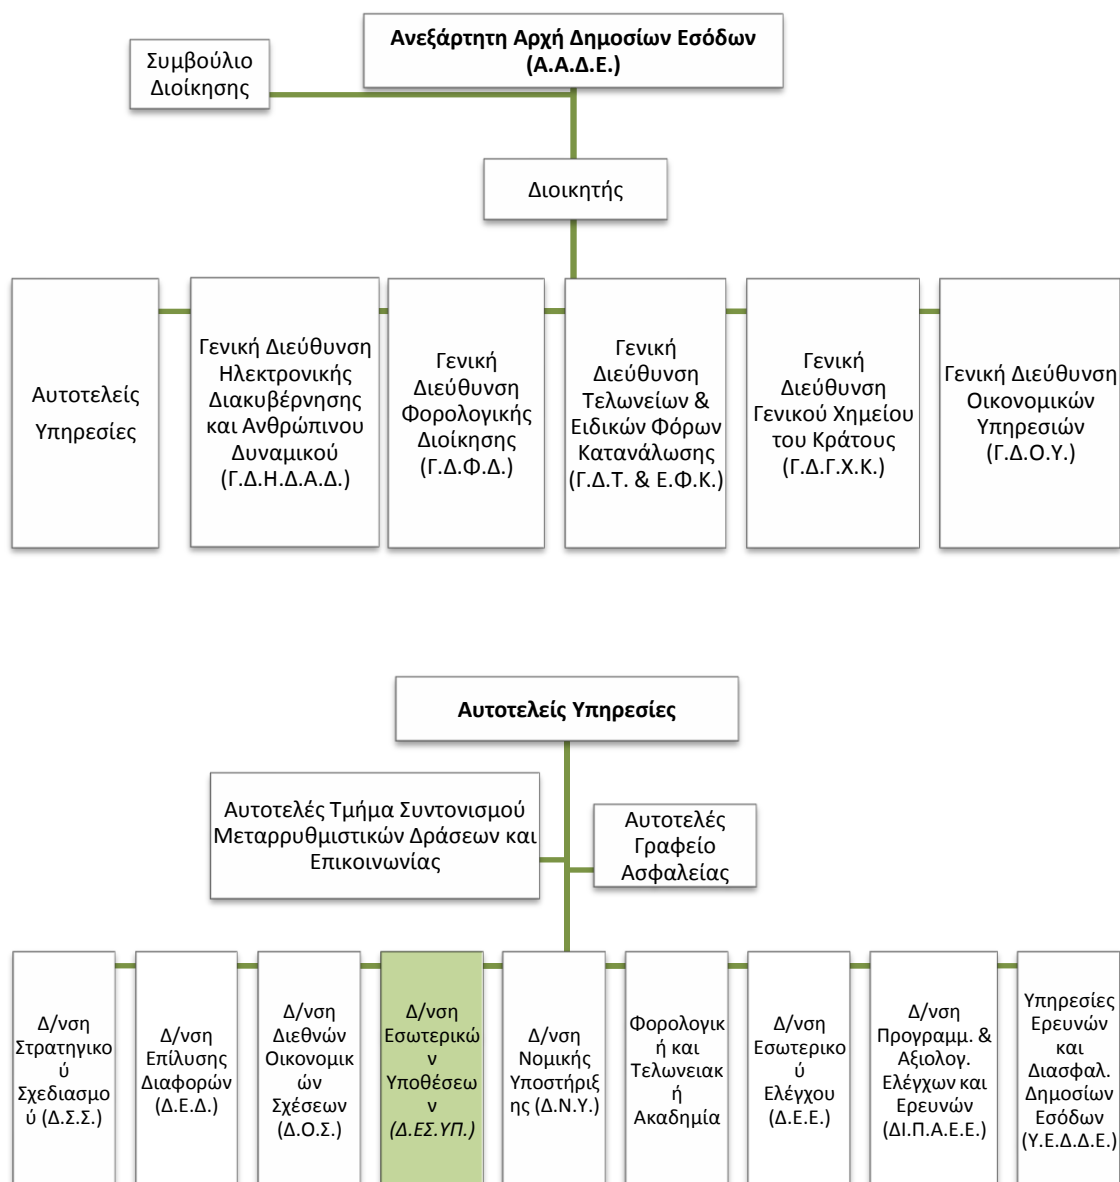 Ανεξάρτητη Αρχή Δημοσίων Εσόδων
(Α.Α.Δ.Ε.)
Συμβούλιο
Διοίκησης
Διοικητής
Αυτοτελείς
Υπηρεσίες
Γενική Διεύθυνση
Ηλεκτρονικής
Διακυβέρνησης
και Ανθρώπινου
Δυναμικού
(Γ.Δ.Η.Δ.Α.Δ.)
Γενική
Διεύθυνση
Φορολογικής
Διοίκησης
(Γ.Δ.Φ.Δ.)
Γενική
Διεύθυνση
Τελωνείων &
Ειδικών Φόρων
Κατανάλωσης
(Γ.Δ.Τ. & Ε.Φ.Κ.)
Γενική
Διεύθυνση
Γενικού Χημείου
του Κράτους
(Γ.Δ.Γ.Χ.Κ.)
Γενική Διεύθυνση
Οικονομικών
Υπηρεσιών
(Γ.Δ.Ο.Υ.)
Αυτοτελείς Υπηρεσίες
Αυτοτελές Τμήμα Συντονισμού
Μεταρρυθμιστικών Δράσεων και
Επικοινωνίας
Αυτοτελές
Γραφείο
Ασφαλείας
Δ/νση
Στρατηγικο
ύ
Σχεδιασμο
ύ (Δ.Σ.Σ.)
Δ/νση
Επίλυσης
Διαφορών
(Δ.Ε.Δ.)
Δ/νση
Διεθνών
Οικονομικ
ών
Σχέσεων
(Δ.Ο.Σ.)
Δ/νση
Εσωτερικώ
ν
Υποθέσεω
ν
(Δ.ΕΣ.ΥΠ.)
Δ/νση
Νομικής
Υποστήριξ
ης (Δ.Ν.Υ.)
Φορολογικ
ή και
Τελωνειακ
ή
Ακαδημία
Δ/νση
Εσωτερικο
ύ
Ελέγχου
(Δ.Ε.Ε.)
Δ/νση
Προγραμμ. &
Αξιολογ.
Ελέγχων και
Ερευνών
(ΔΙ.Π.Α.Ε.Ε.)
Υπηρεσίες
Ερευνών
και
Διασφαλ.
Δημοσίων
Εσόδων
(Υ.Ε.Δ.Δ.Ε.)